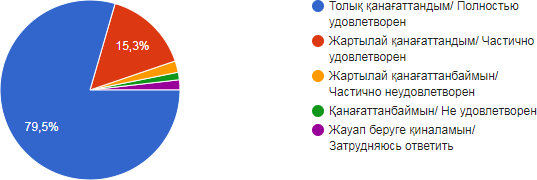 Толық қанағаттандым/ Полностью
удовлетворен
15,3%
Жартылай қанағаттандым/ Частично
удовлетворен
Жартылай қанағаттанбаймын/
Частично неудовлетворен
Қанағаттанбаймын/ Не удовлетворен
79,5%
Жауап беруге қиналамын/
Затрудняюсь ответить